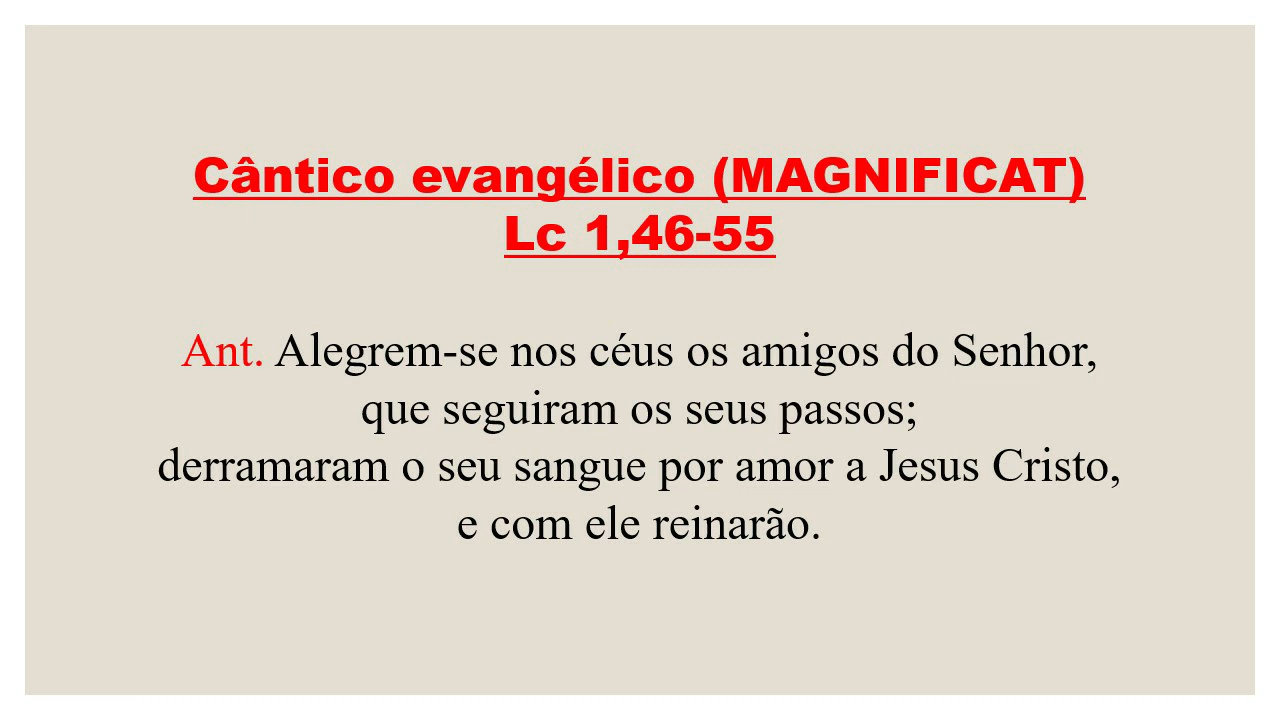 Cântico evangélico (MAGNIFICAT)
Lc 1,46-55
Ant. Alegrem-se nos céus os amigos do Senhor,
que seguiram os seus passos;
derramaram o seu sangue por amor a Jesus Cristo,
e com ele reinarão.